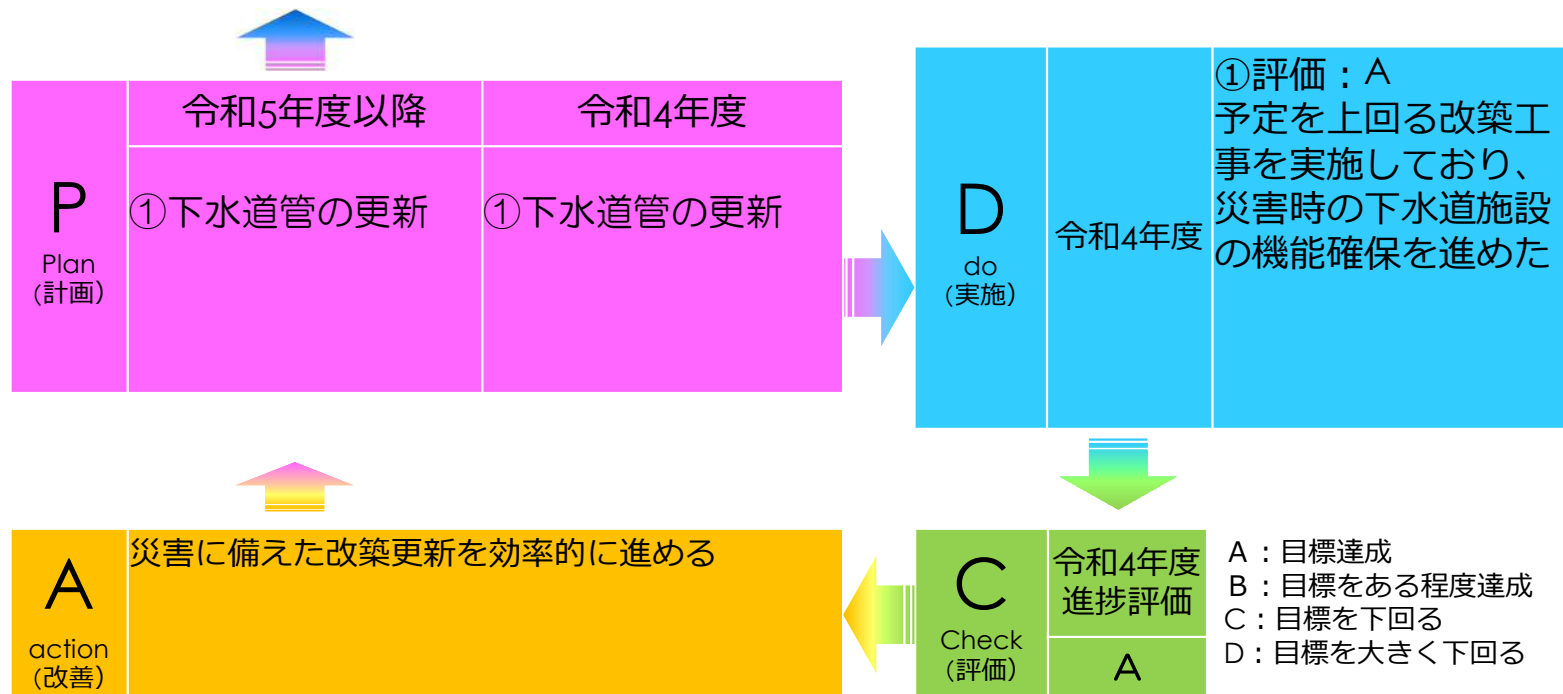 P
Plan
(計画)
令和5年度以降
令和4年度
①下水道管の更新
①下水道管の更新
D
do
(実施)
令和4年度
①評価：A
予定を上回る改築工
事を実施しており、
災害時の下水道施設
の機能確保を進めた
A
action
(改善)
災害に備えた改築更新を効率的に進める
C
Check
(評価)
令和4年度
進捗評価
A
A：目標達成
B：目標をある程度達成
C：目標を下回る
D：目標を大きく下回る